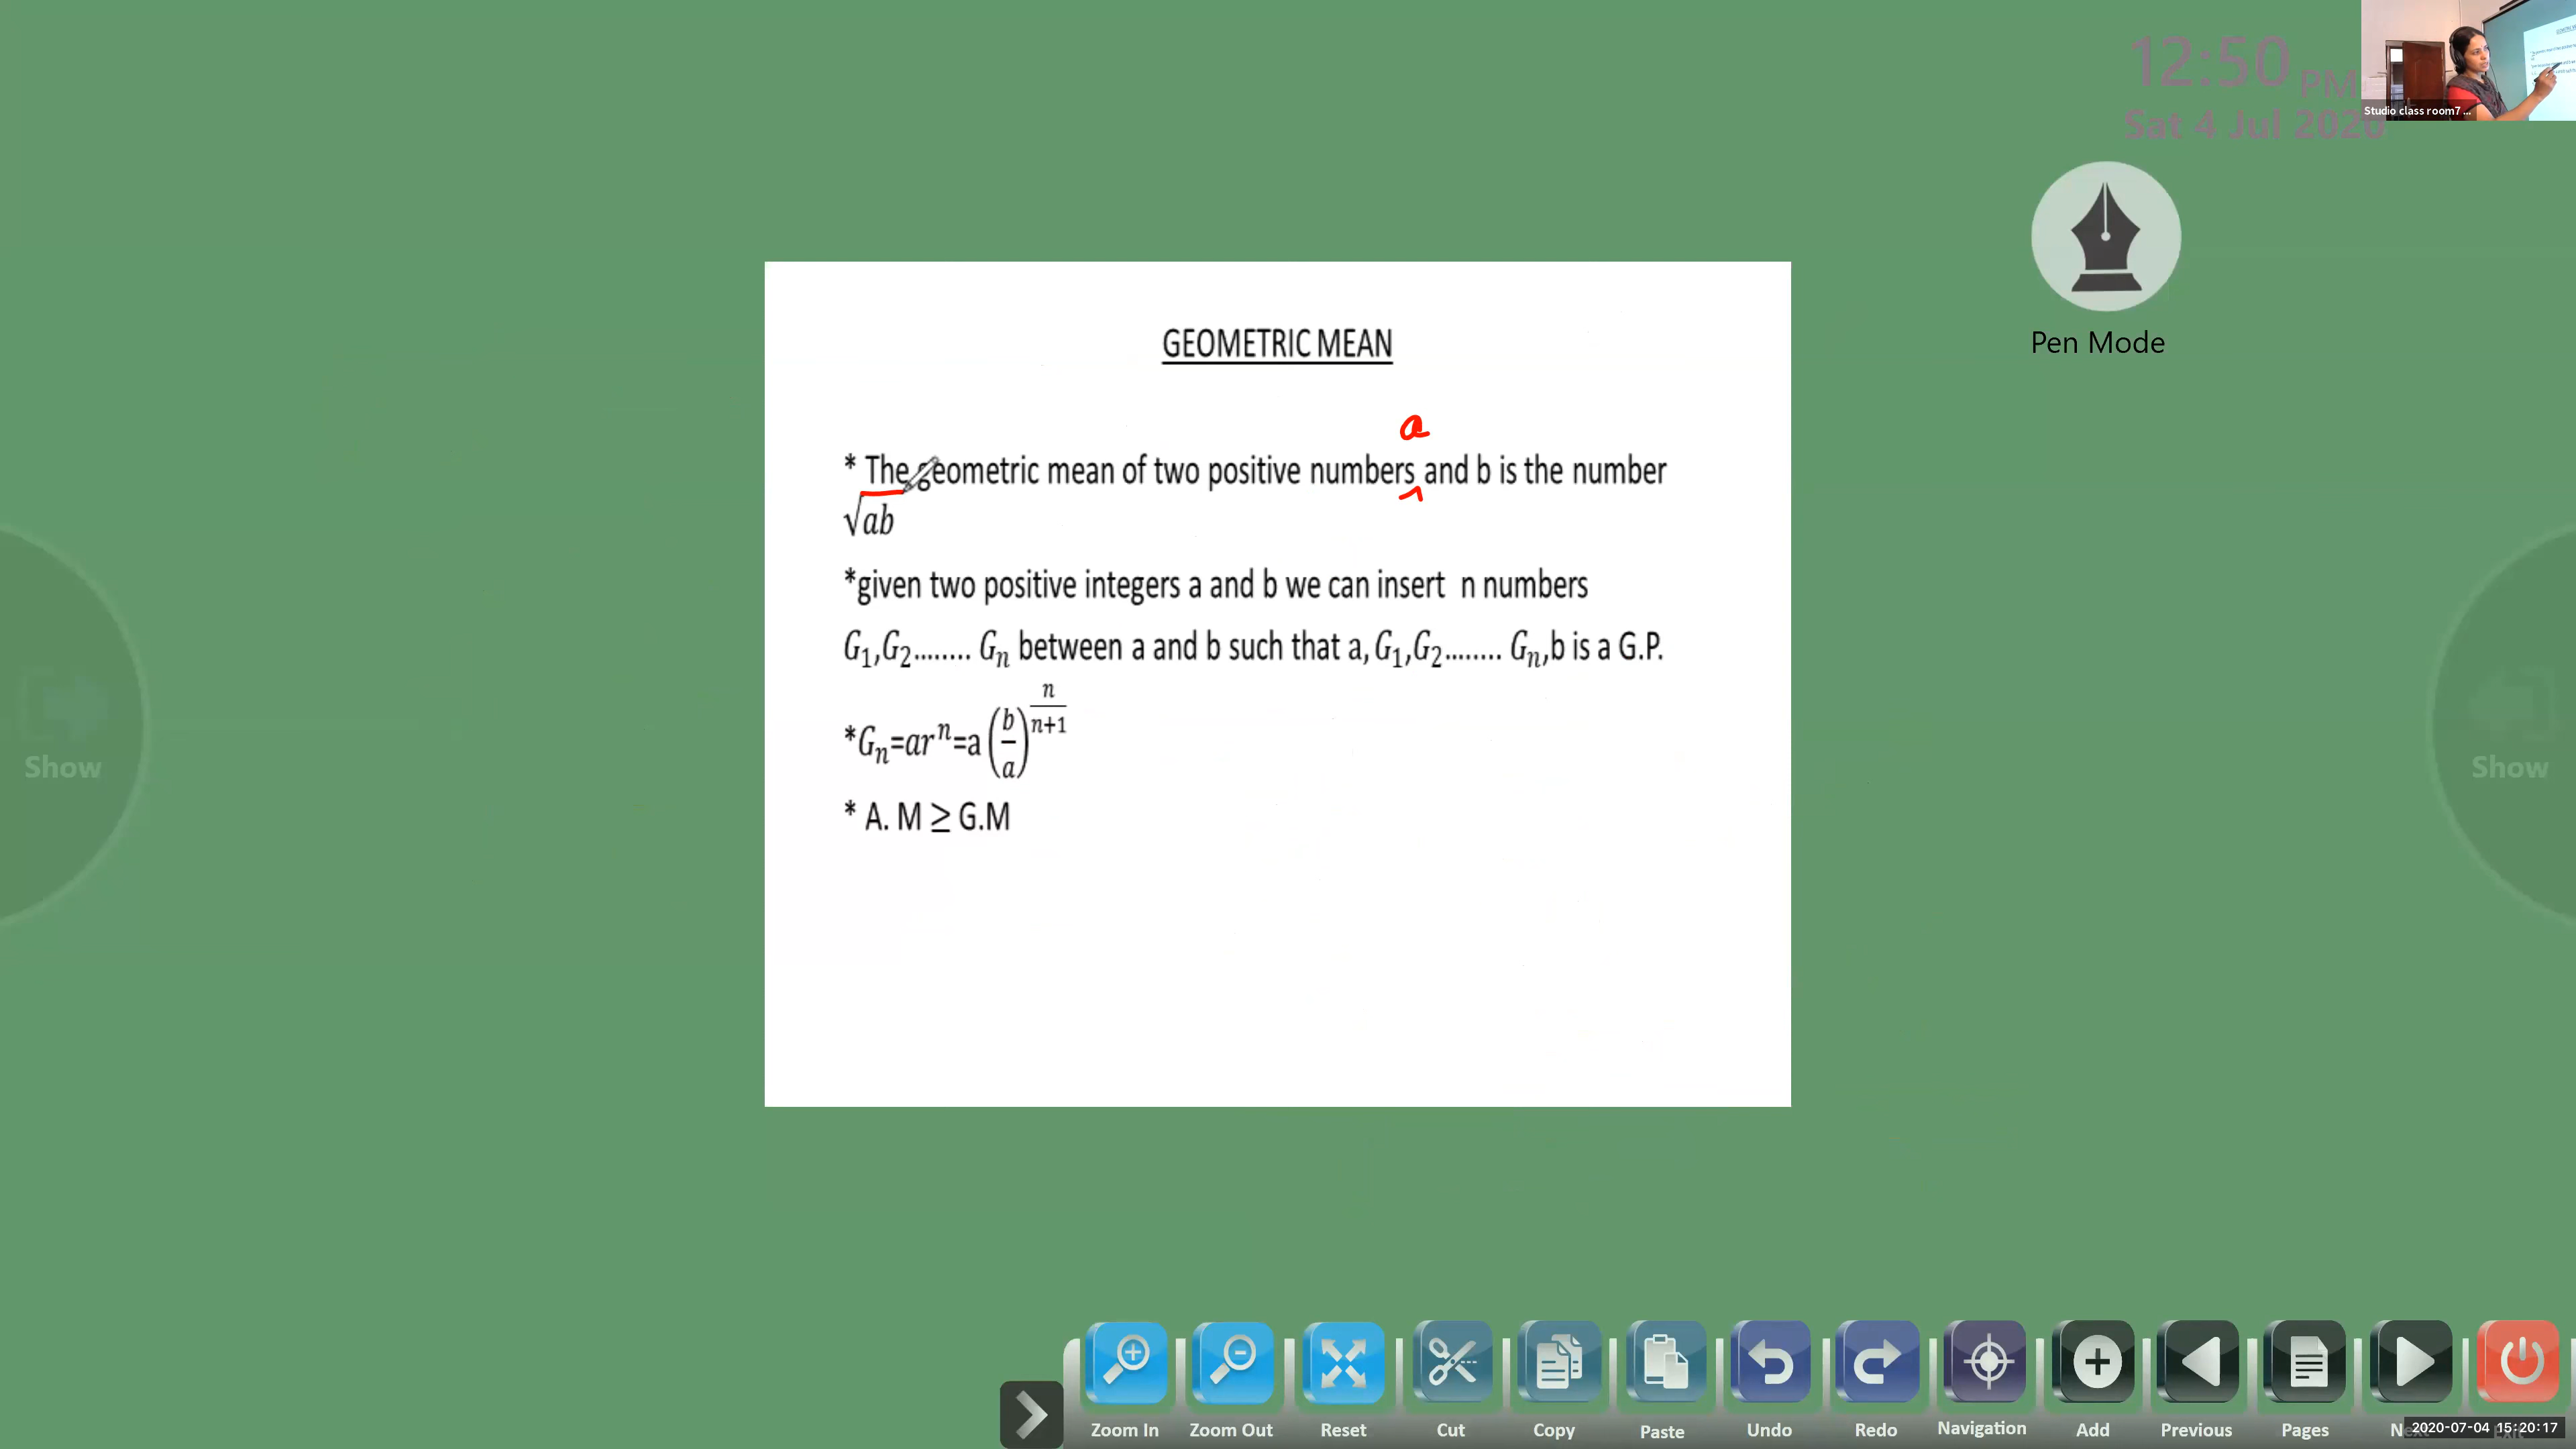 12:50 PM
Sat 4 Jul 2020
Studio class room7 ...
Pen Mode
GEOMETRIC MEAN
a
* The geometric mean of two positive numbers ^ and b is the number
√ab
*given two positive integers a and b we can insert n numbers
G₁,G₂........ Gₙ between a and b such that a, G₁,G₂........ Gₙ,b is a G.P.
*Gₙ=arⁿ=a (b/a)^(n/(n+1))
* A. M ≥ G.M
Show
Show
Zoom In Zoom Out Reset Cut Copy Paste Undo Redo Navigation Add Previous Pages
2020-07-04 15:20:17